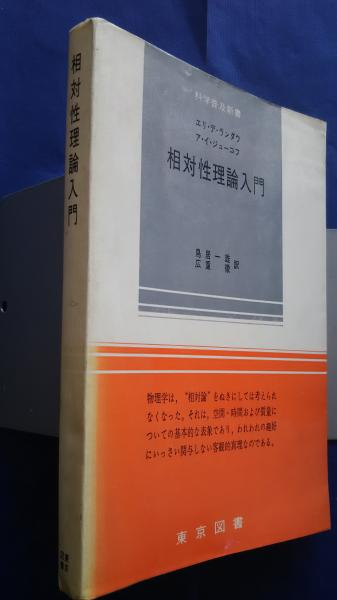 相対性理論入門
科学普及新書
エリ・デ・ランダウ
ア・イ・ジューコフ
相対性理論入門
鳥居一雄
広重徹
訳
物理学は，“相対論”をぬきにしては考えられ
なくなった。それは，空間・時間および質量に
ついての基本的な表象であり，われわれの趣好
にいっさい関与しない客観的真理なのである。
東京図書
東京
図書